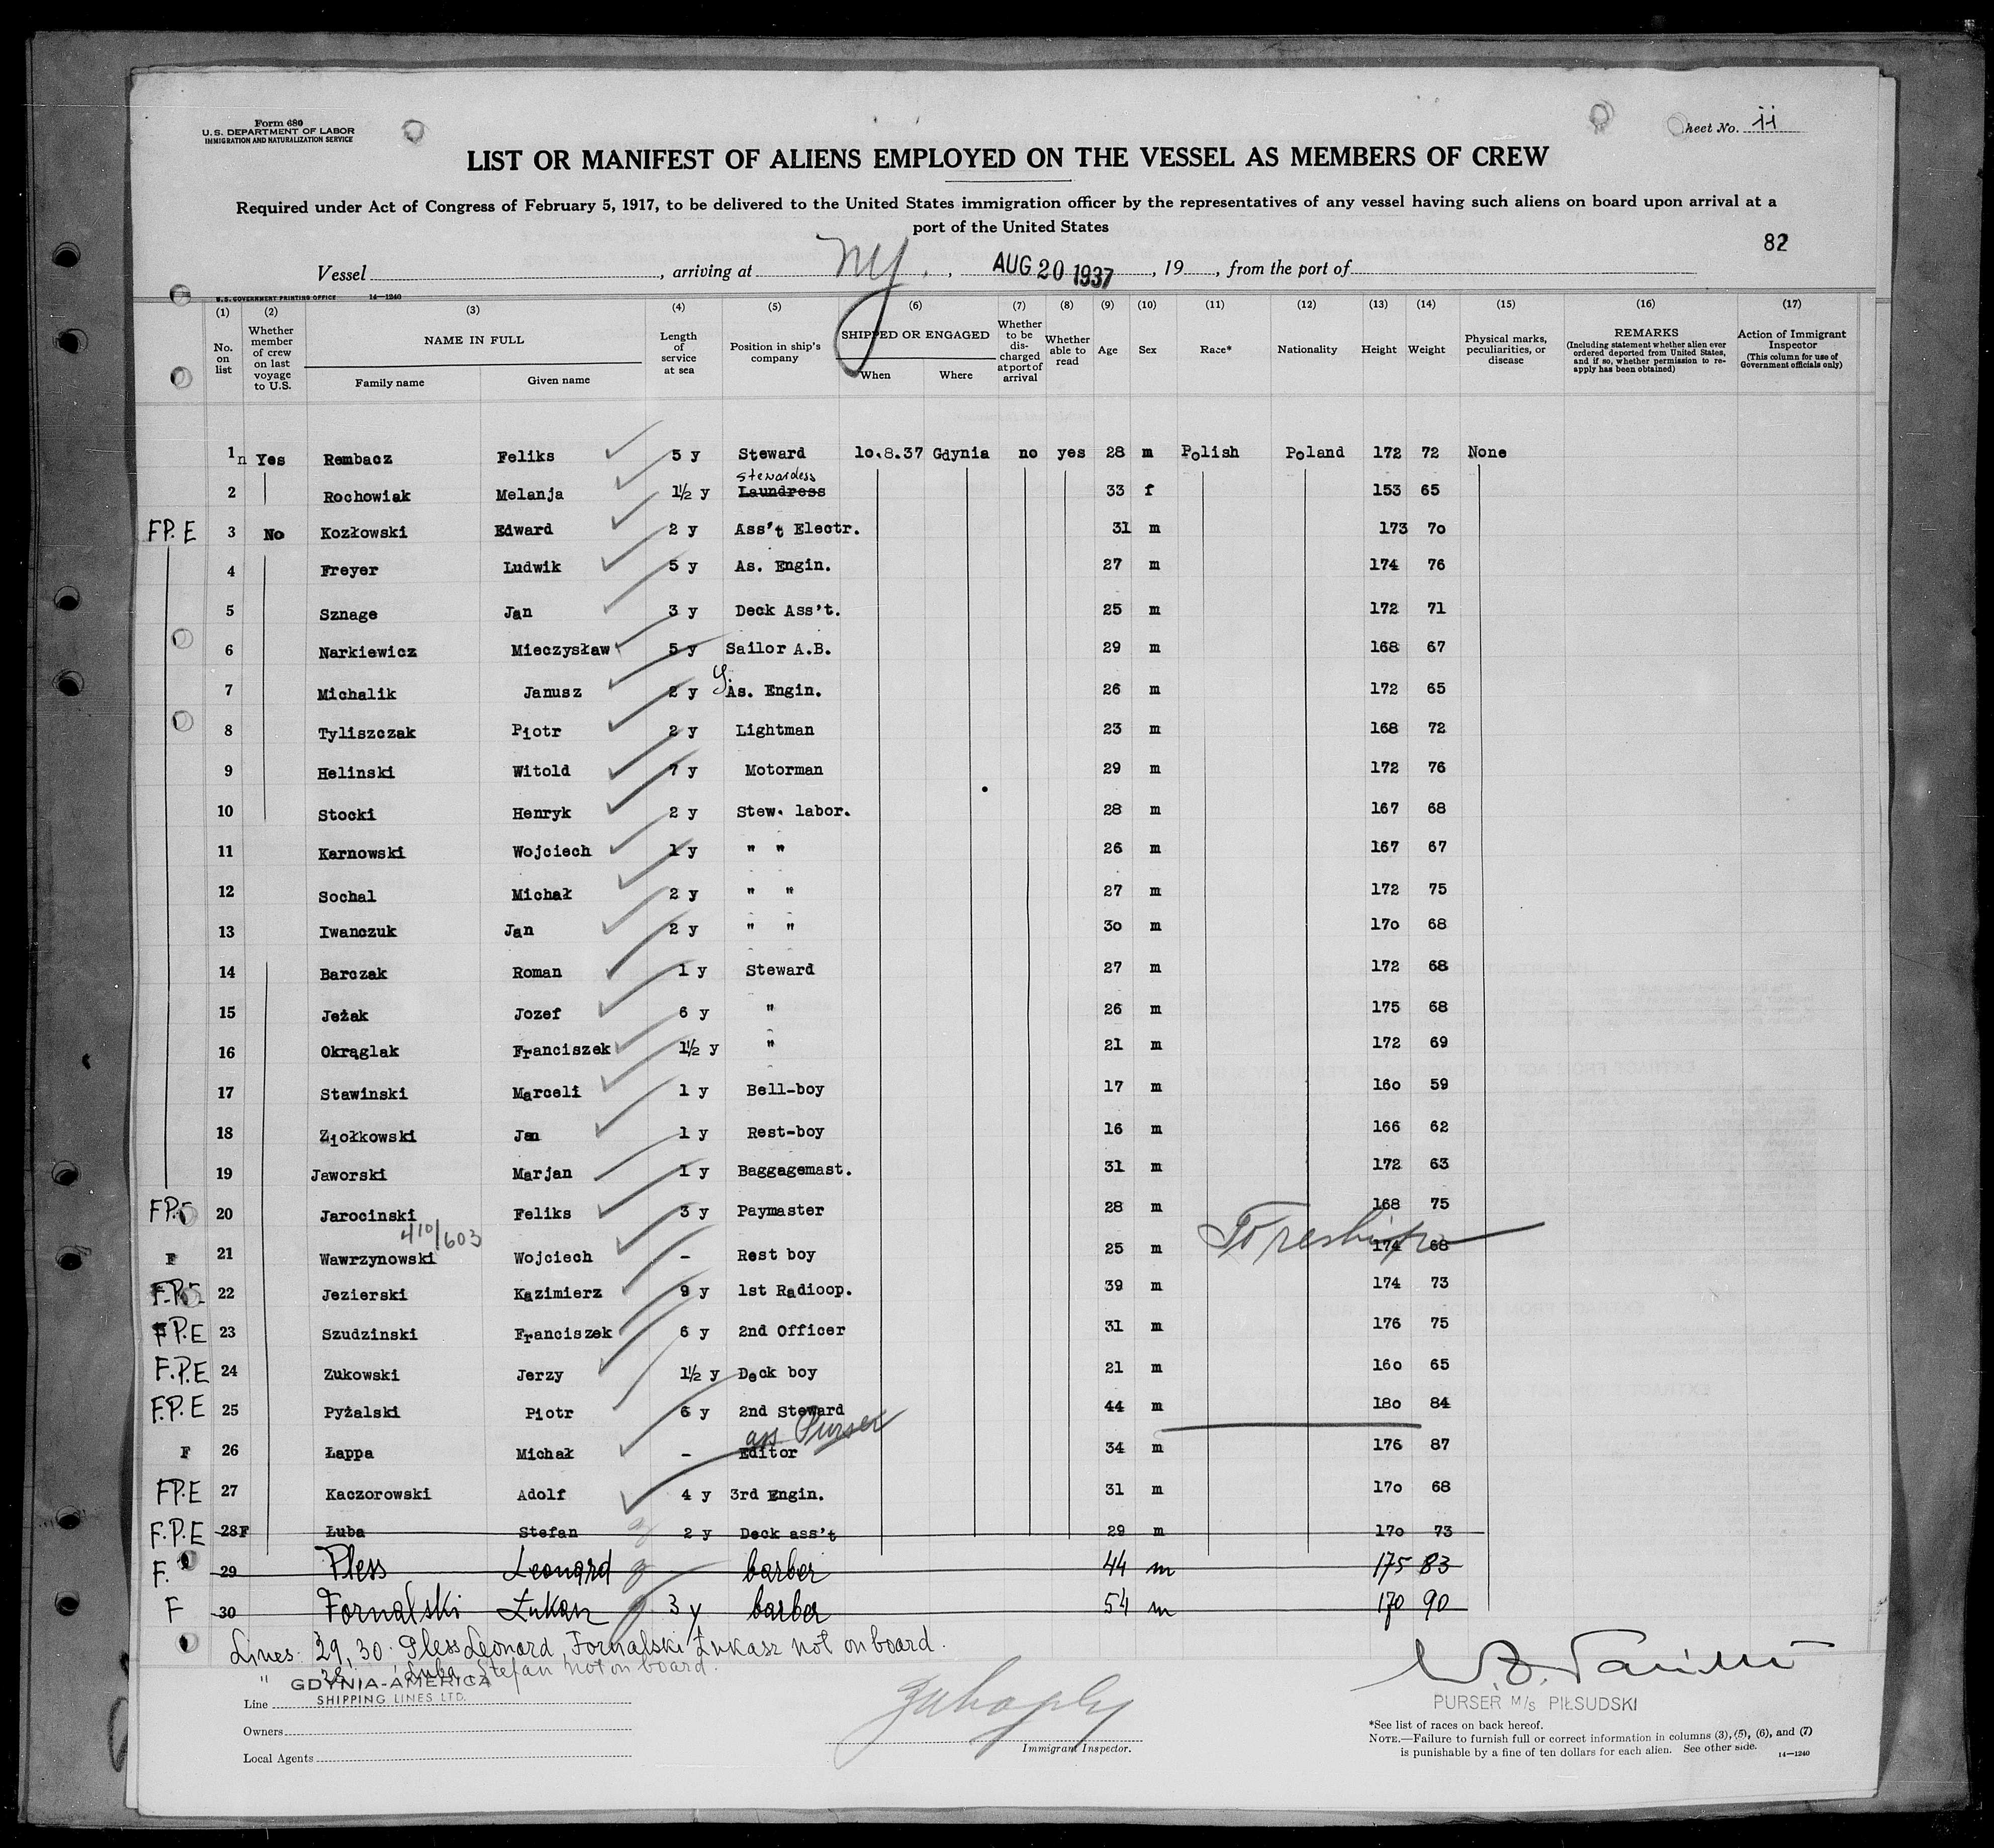 Form 680
U.S. DEPARTMENT OF LABOR
IMMIGRATION AND NATURALIZATION SERVICE
heet No. 11
LIST OR MANIFEST OF ALIENS EMPLOYED ON THE VESSEL AS MEMBERS OF CREW
Required under Act of Congress of February 5, 1917, to be delivered to the United States immigration officer by the representatives of any vessel having such aliens on board upon arrival at a
port of the United States
82
Vessel , arriving at NY. , AUG 20 1937 , 19 , from the port of
U.S. GOVERNMENT PRINTING OFFICE 14—1240
(1) (2) (3) (4) (5) (6) (7) (8) (9) (10) (11) (12) (13) (14) (15) (16) (17)
No. on list
Whether member of crew on last voyage to U.S.
NAME IN FULL
Family name Given name
Length of service at sea
Position in ship's company
SHIPPED OR ENGAGED
When Where
Whether to be discharged at port of arrival
Whether able to read
Age Sex Race* Nationality Height Weight
Physical marks, peculiarities, or disease
REMARKS
(Including statement whether alien ever ordered deported from United States, and if so, whether permission to reapply has been obtained)
Action of Immigrant Inspector
(This column for use of Government officials only)
1 n Yes Rembacz Feliks 5 y Steward 10.8.37 Gdynia no yes 28 m Polish Poland 172 72 None
Stewardess
2 Rochowiak Melanja 1½ y Laundress 33 f 153 65
FP.E 3 No Kozłowski Edward 2 y Ass't Electr. 31 m 173 70
4 Freyer Ludwik 5 y As. Engin. 27 m 174 76
5 Sznage Jan 3 y Deck Ass't. 25 m 172 71
6 Narkiewicz Mieczysław 5 y Sailor A.B. 29 m 168 67
7 Michalik Janusz 2 y As. Engin. 26 m 172 65
8 Tyliszczak Piotr 2 y Lightman 23 m 168 72
9 Helinski Witold 7 y Motorman 29 m 172 76
10 Stocki Henryk 2 y Stew. labor. 28 m 167 68
11 Karnowski Wojciech 1 y " " 26 m 167 67
12 Sochal Michał 2 y " " 27 m 172 75
13 Iwanczuk Jan 2 y " " 30 m 170 68
14 Barczak Roman 1 y Steward 27 m 172 68
15 Jeżak Jozef 6 y " 26 m 175 68
16 Okrąglak Franciszek 1½ y " 21 m 172 69
17 Stawinski Marceli 1 y Bell-boy 17 m 160 59
18 Ziołkowski Jan 1 y Rest-boy 16 m 166 62
19 Jaworski Marjan 1 y Baggagemast. 31 m 172 63
FP. 20 Jarocinski Feliks 3 y Paymaster 28 m 168 75
410/603
F 21 Wawrzynowski Wojciech - Rest boy 25 m 174 68
F.P. 22 Jezierski Kazimierz 9 y 1st Radioop. 39 m 174 73
FP.E 23 Szudzinski Franciszek 6 y 2nd Officer 31 m 176 75
F.P.E 24 Zukowski Jerzy 1½ y Deck boy 21 m 160 65
F.P.E 25 Pyżalski Piotr 6 y 2nd Steward 44 m 180 84
ass Purser
F 26 Łappa Michał - Editor 34 m 176 87
FP.E 27 Kaczorowski Adolf 4 y 3rd Engin. 31 m 170 68
F.P.E 28F Łuba Stefan 2 y Deck ass't 29 m 170 73
F. 29 Pless Leonard barber 44 m 175 83
F 30 Fornalski Łukasz 3 y barber 54 m 170 90
Lines: 29, 30. Pless Leonard, Fornalski Łukasz not on board.
" 28, Łuba Stefan not on board.
GDYNIA-AMERICA
Line SHIPPING LINES LTD.
Owners
Local Agents
Immigrant Inspector.
PURSER M/S PIŁSUDSKI
*See list of races on back hereof.
NOTE.—Failure to furnish full or correct information in columns (3), (5), (6), and (7)
is punishable by a fine of ten dollars for each alien. See other side.
14—1240